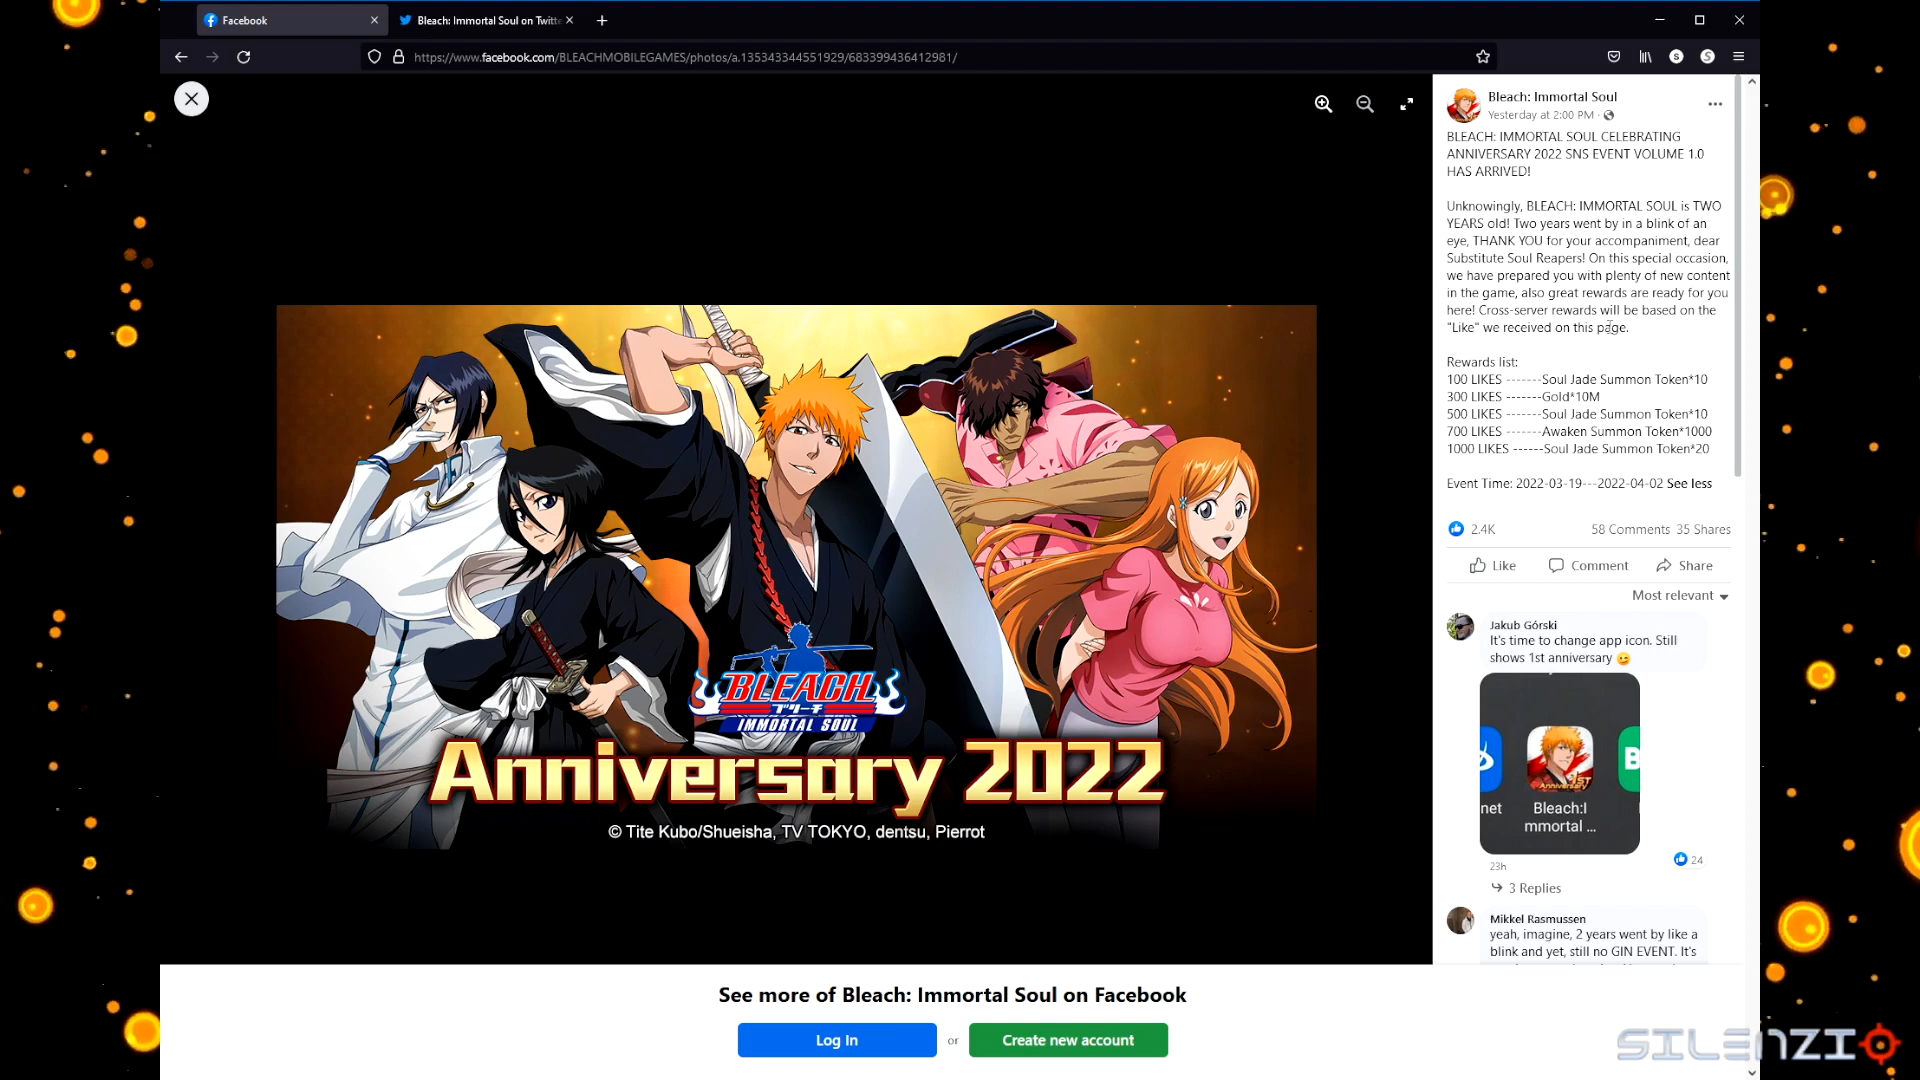 Facebook
Bleach: Immortal Soul on Twitte
https://www.facebook.com/BLEACHMOBILEGAMES/photos/a.135343344551929/683399436412981/
Bleach: Immortal Soul
Yesterday at 2:00 PM ·
BLEACH: IMMORTAL SOUL CELEBRATING
ANNIVERSARY 2022 SNS EVENT VOLUME 1.0
HAS ARRIVED!
Unknowingly, BLEACH: IMMORTAL SOUL is TWO
YEARS old! Two years went by in a blink of an
eye, THANK YOU for your accompaniment, dear
Substitute Soul Reapers! On this special occasion,
we have prepared you with plenty of new content
in the game, also great rewards are ready for you
here! Cross-server rewards will be based on the
"Like" we received on this page.
Rewards list:
100 LIKES -------Soul Jade Summon Token*10
300 LIKES -------Gold*10M
500 LIKES -------Soul Jade Summon Token*10
700 LIKES -------Awaken Summon Token*1000
1000 LIKES ------Soul Jade Summon Token*20
Event Time: 2022-03-19---2022-04-02 See less
2.4K 58 Comments 35 Shares
Like Comment Share
Most relevant
Jakub Górski
It's time to change app icon. Still
shows 1st anniversary 😉
1ST
Anniversary
net
Bleach:I
mmortal ...
23h
24
3 Replies
Mikkel Rasmussen
yeah, imagine, 2 years went by like a
blink and yet, still no GIN EVENT. It's
BLEACH
ブリーチ
IMMORTAL SOUL
Anniversary 2022
© Tite Kubo/Shueisha, TV TOKYO, dentsu, Pierrot
See more of Bleach: Immortal Soul on Facebook
Log In or Create new account
SILENZIO